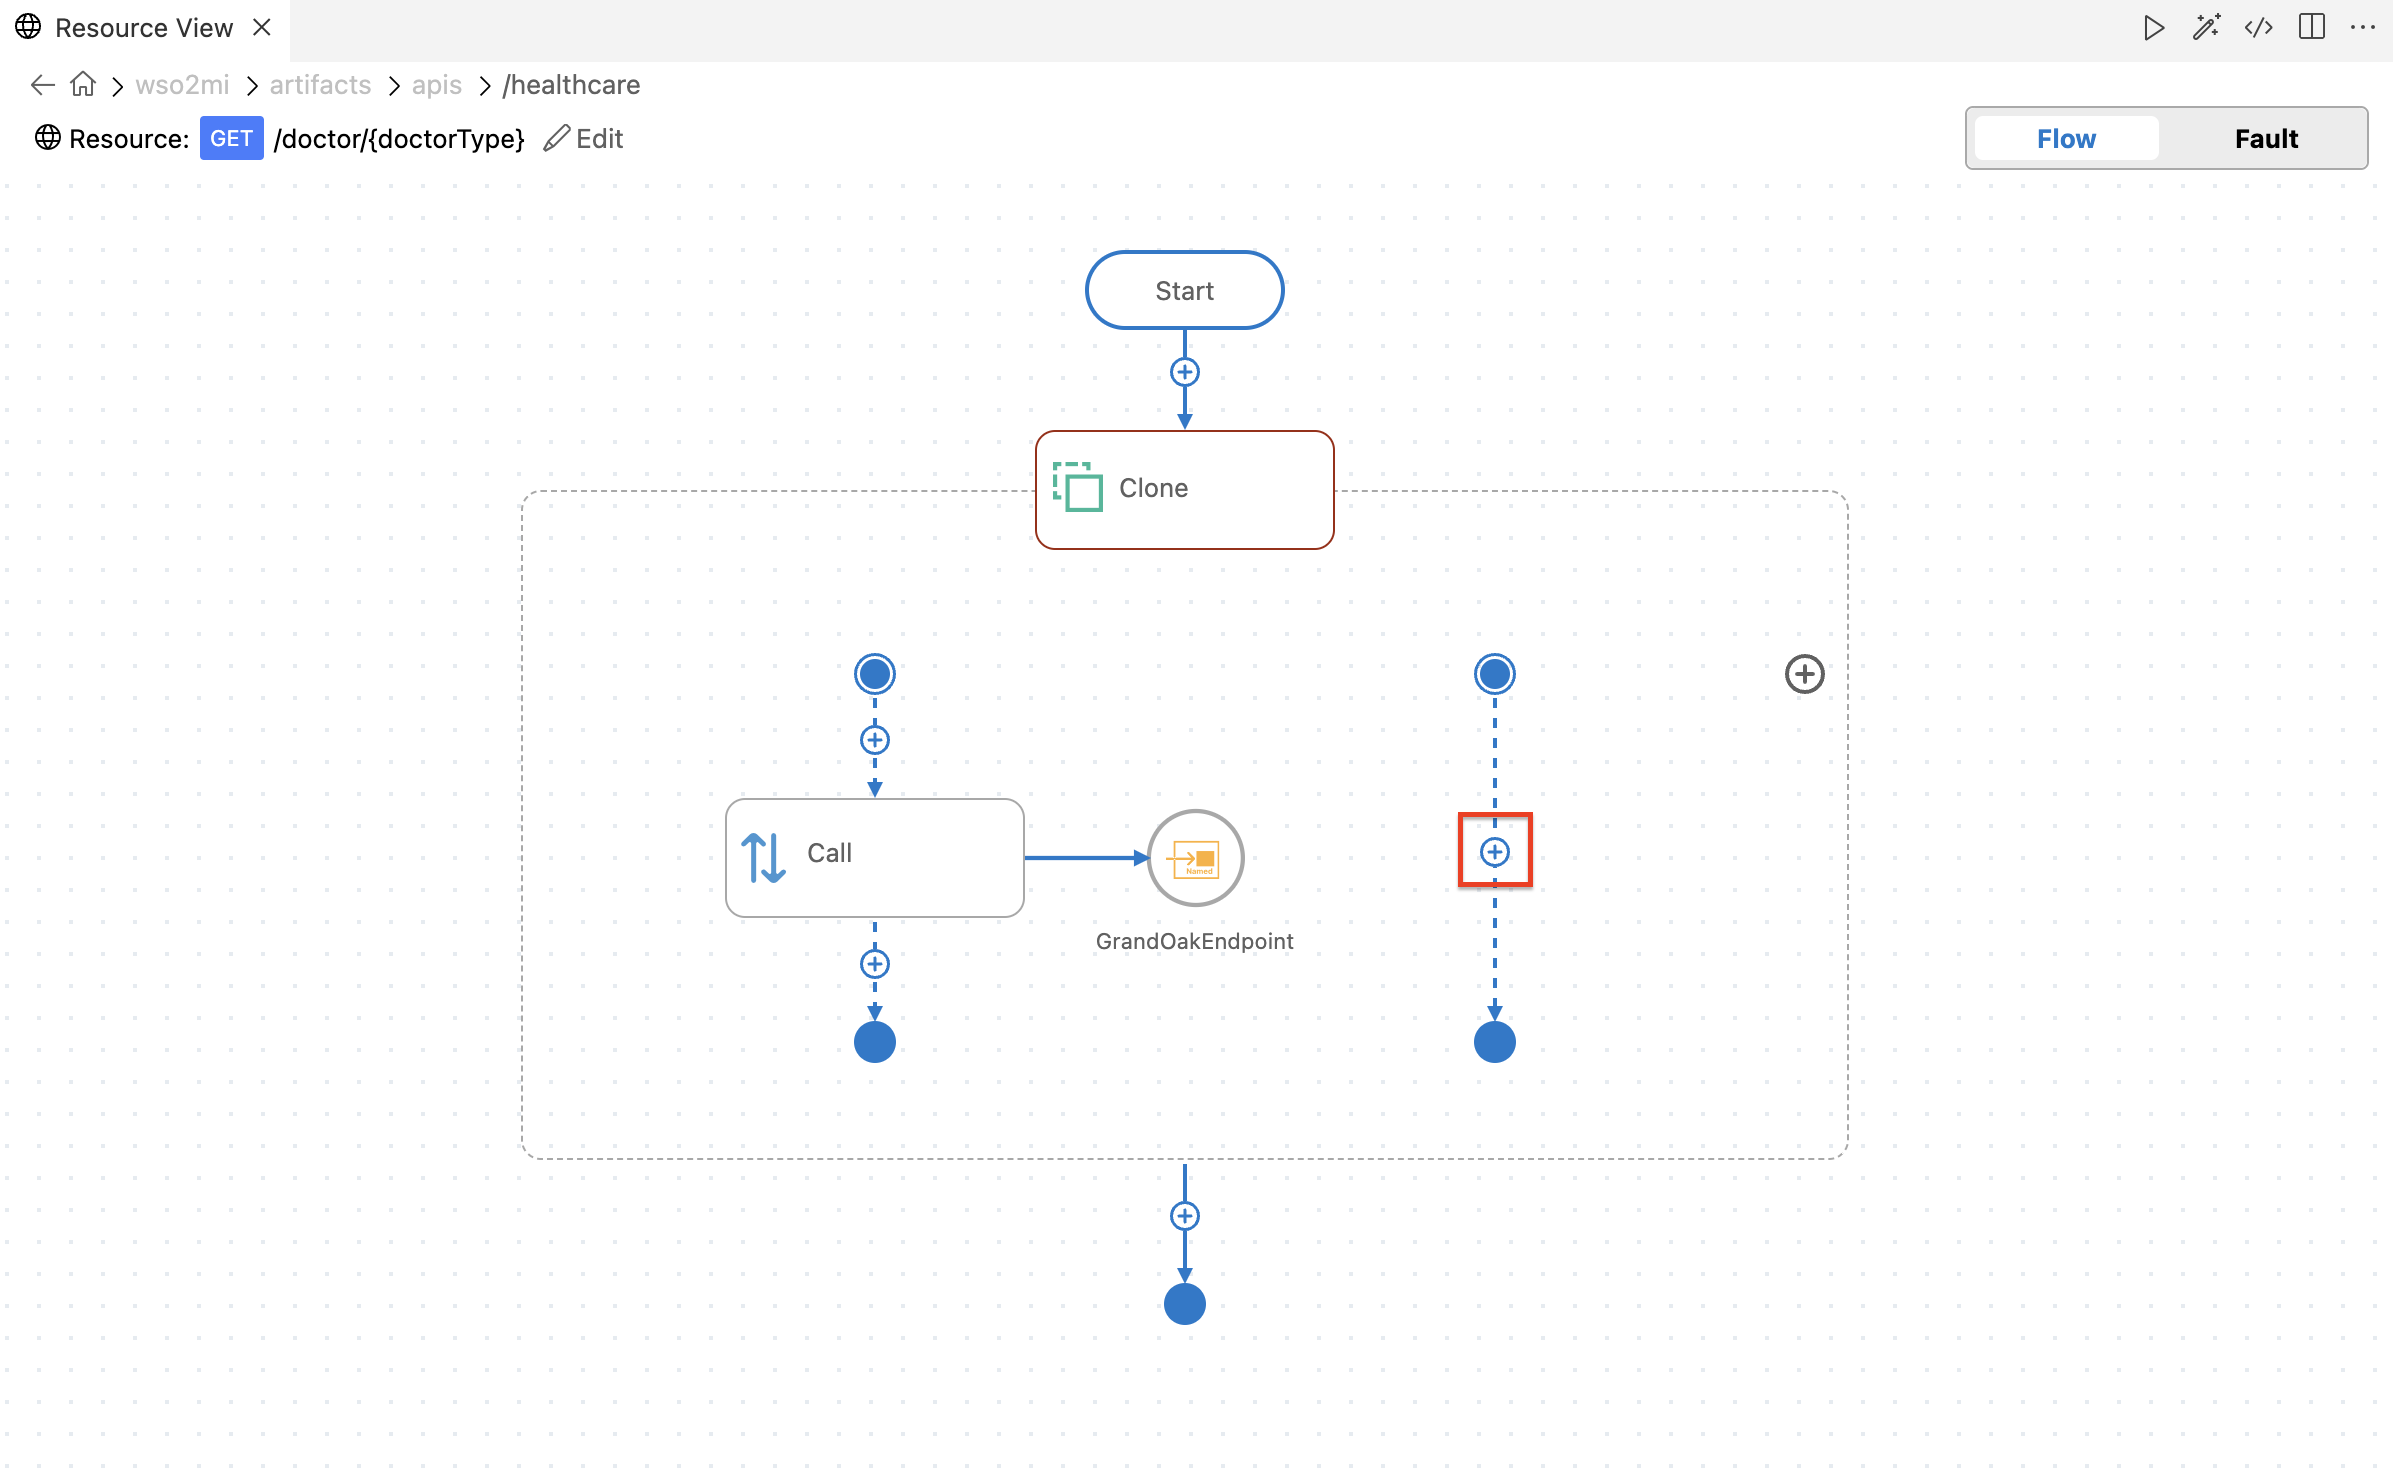 Resource View
wso2mi artifacts apis /healthcare
Resource: GET /doctor/{doctorType} Edit
Flow Fault
Start
Clone
Call
Named
GrandOakEndpoint